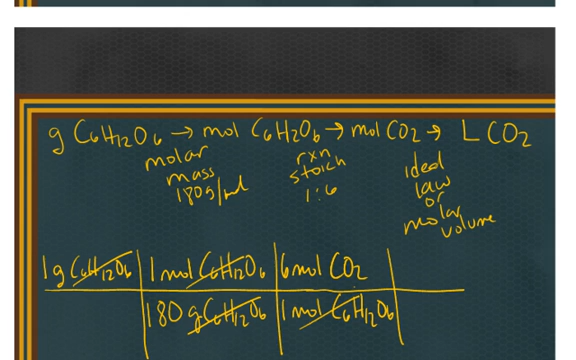 g C6H12O6 → mol C6H2O6 → mol CO2 → L CO2
molar mass 180g/mol
rxn stoich 1:6
ideal law or molar volume
1g C6H12O6 | 1 mol C6H12O6 | 6 mol CO2
180 g C6H12O6 | 1 mol C6H12O6